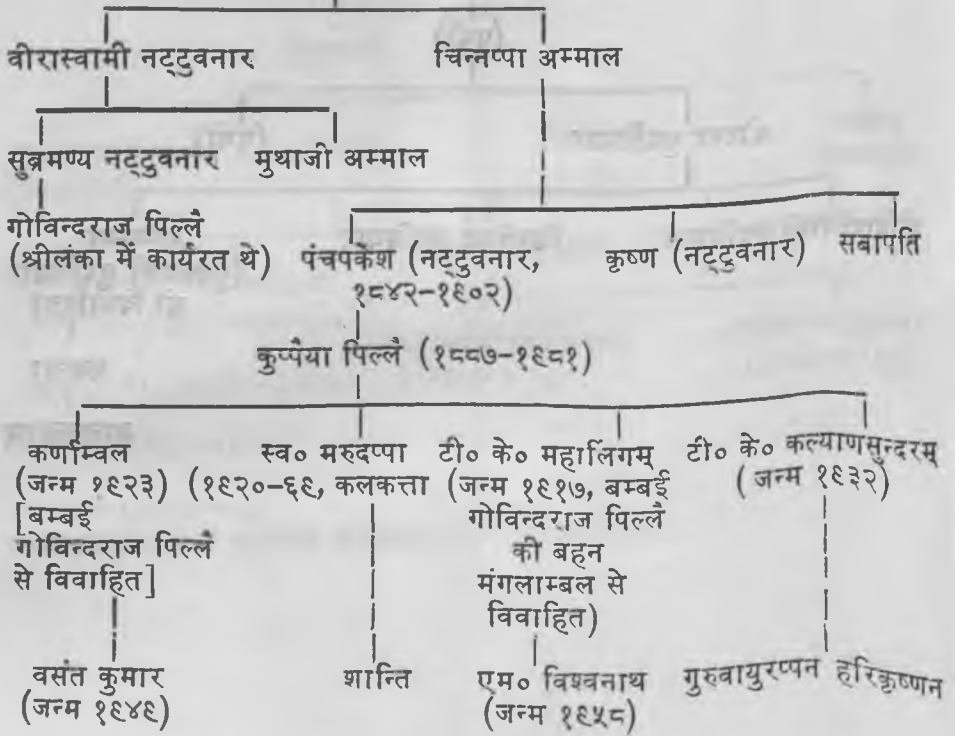 वीरास्वामी नट्टुवनार चिन्नप्पा अम्माल
सुब्रमण्य नट्टुवनार मुथाजी अम्माल
गोविन्दराज पिल्लै
(श्रीलंका में कार्यरत थे) पंचपकेश (नट्टुवनार, कृष्ण (नट्टुवनार) सबापति
१८४२-१९०२)
कुप्पैया पिल्लै (१८८७-१९८१)
कर्णाम्वल स्व० मरुदप्पा टी० के० महालिंगम् टी० के० कल्याणसुन्दरम्
(जन्म १९२३) (१९२०-६९, कलकत्ता (जन्म १९१७, बम्बई (जन्म १९३२)
[बम्बई गोविन्दराज पिल्लै
गोविन्दराज पिल्लै की बहन
से विवाहित] मंगलाम्बल से
विवाहित)
वसंत कुमार शान्ति एम० विश्वनाथ गुरुवायुरप्पन हरिकृष्णन
(जन्म १९४९) (जन्म १९५८)